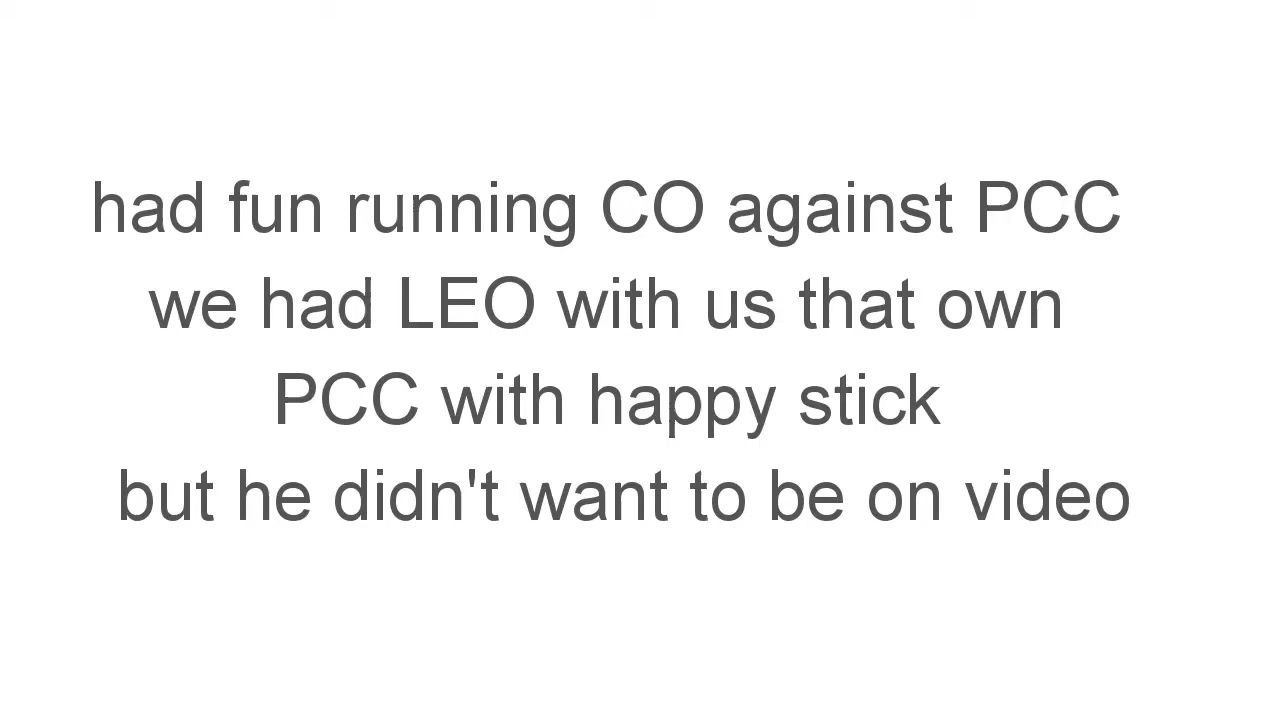 had fun running CO against PCC
we had LEO with us that own
PCC with happy stick
but he didn't want to be on video